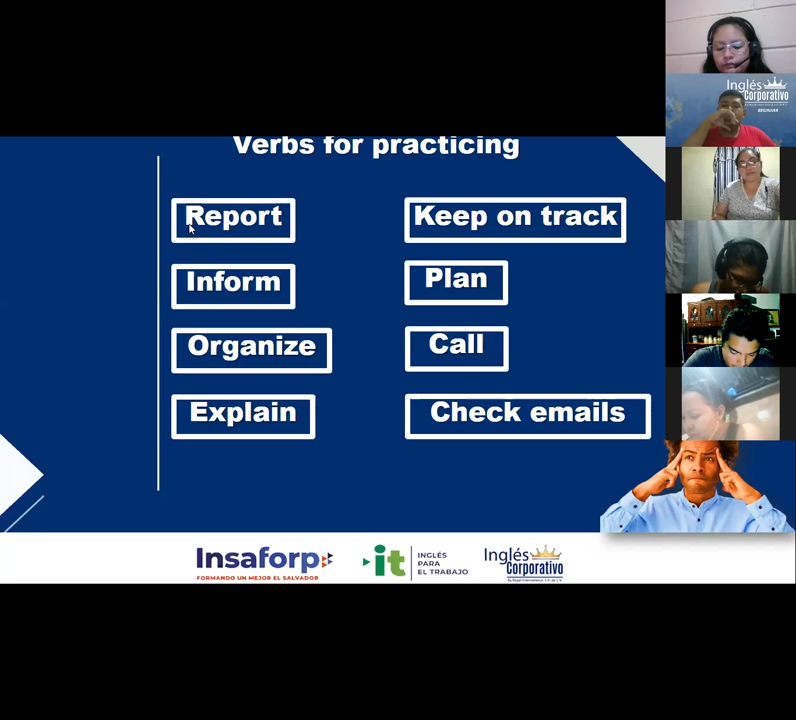 Verbs for practicing
Report
Keep on track
Inform
Plan
Organize
Call
Explain
Check emails
Insaforp
FORMANDO UN MEJOR EL SALVADOR
it
INGLÉS
PARA
EL TRABAJO
Inglés
Corporativo
Inglés
Corporativo
BEGINNER